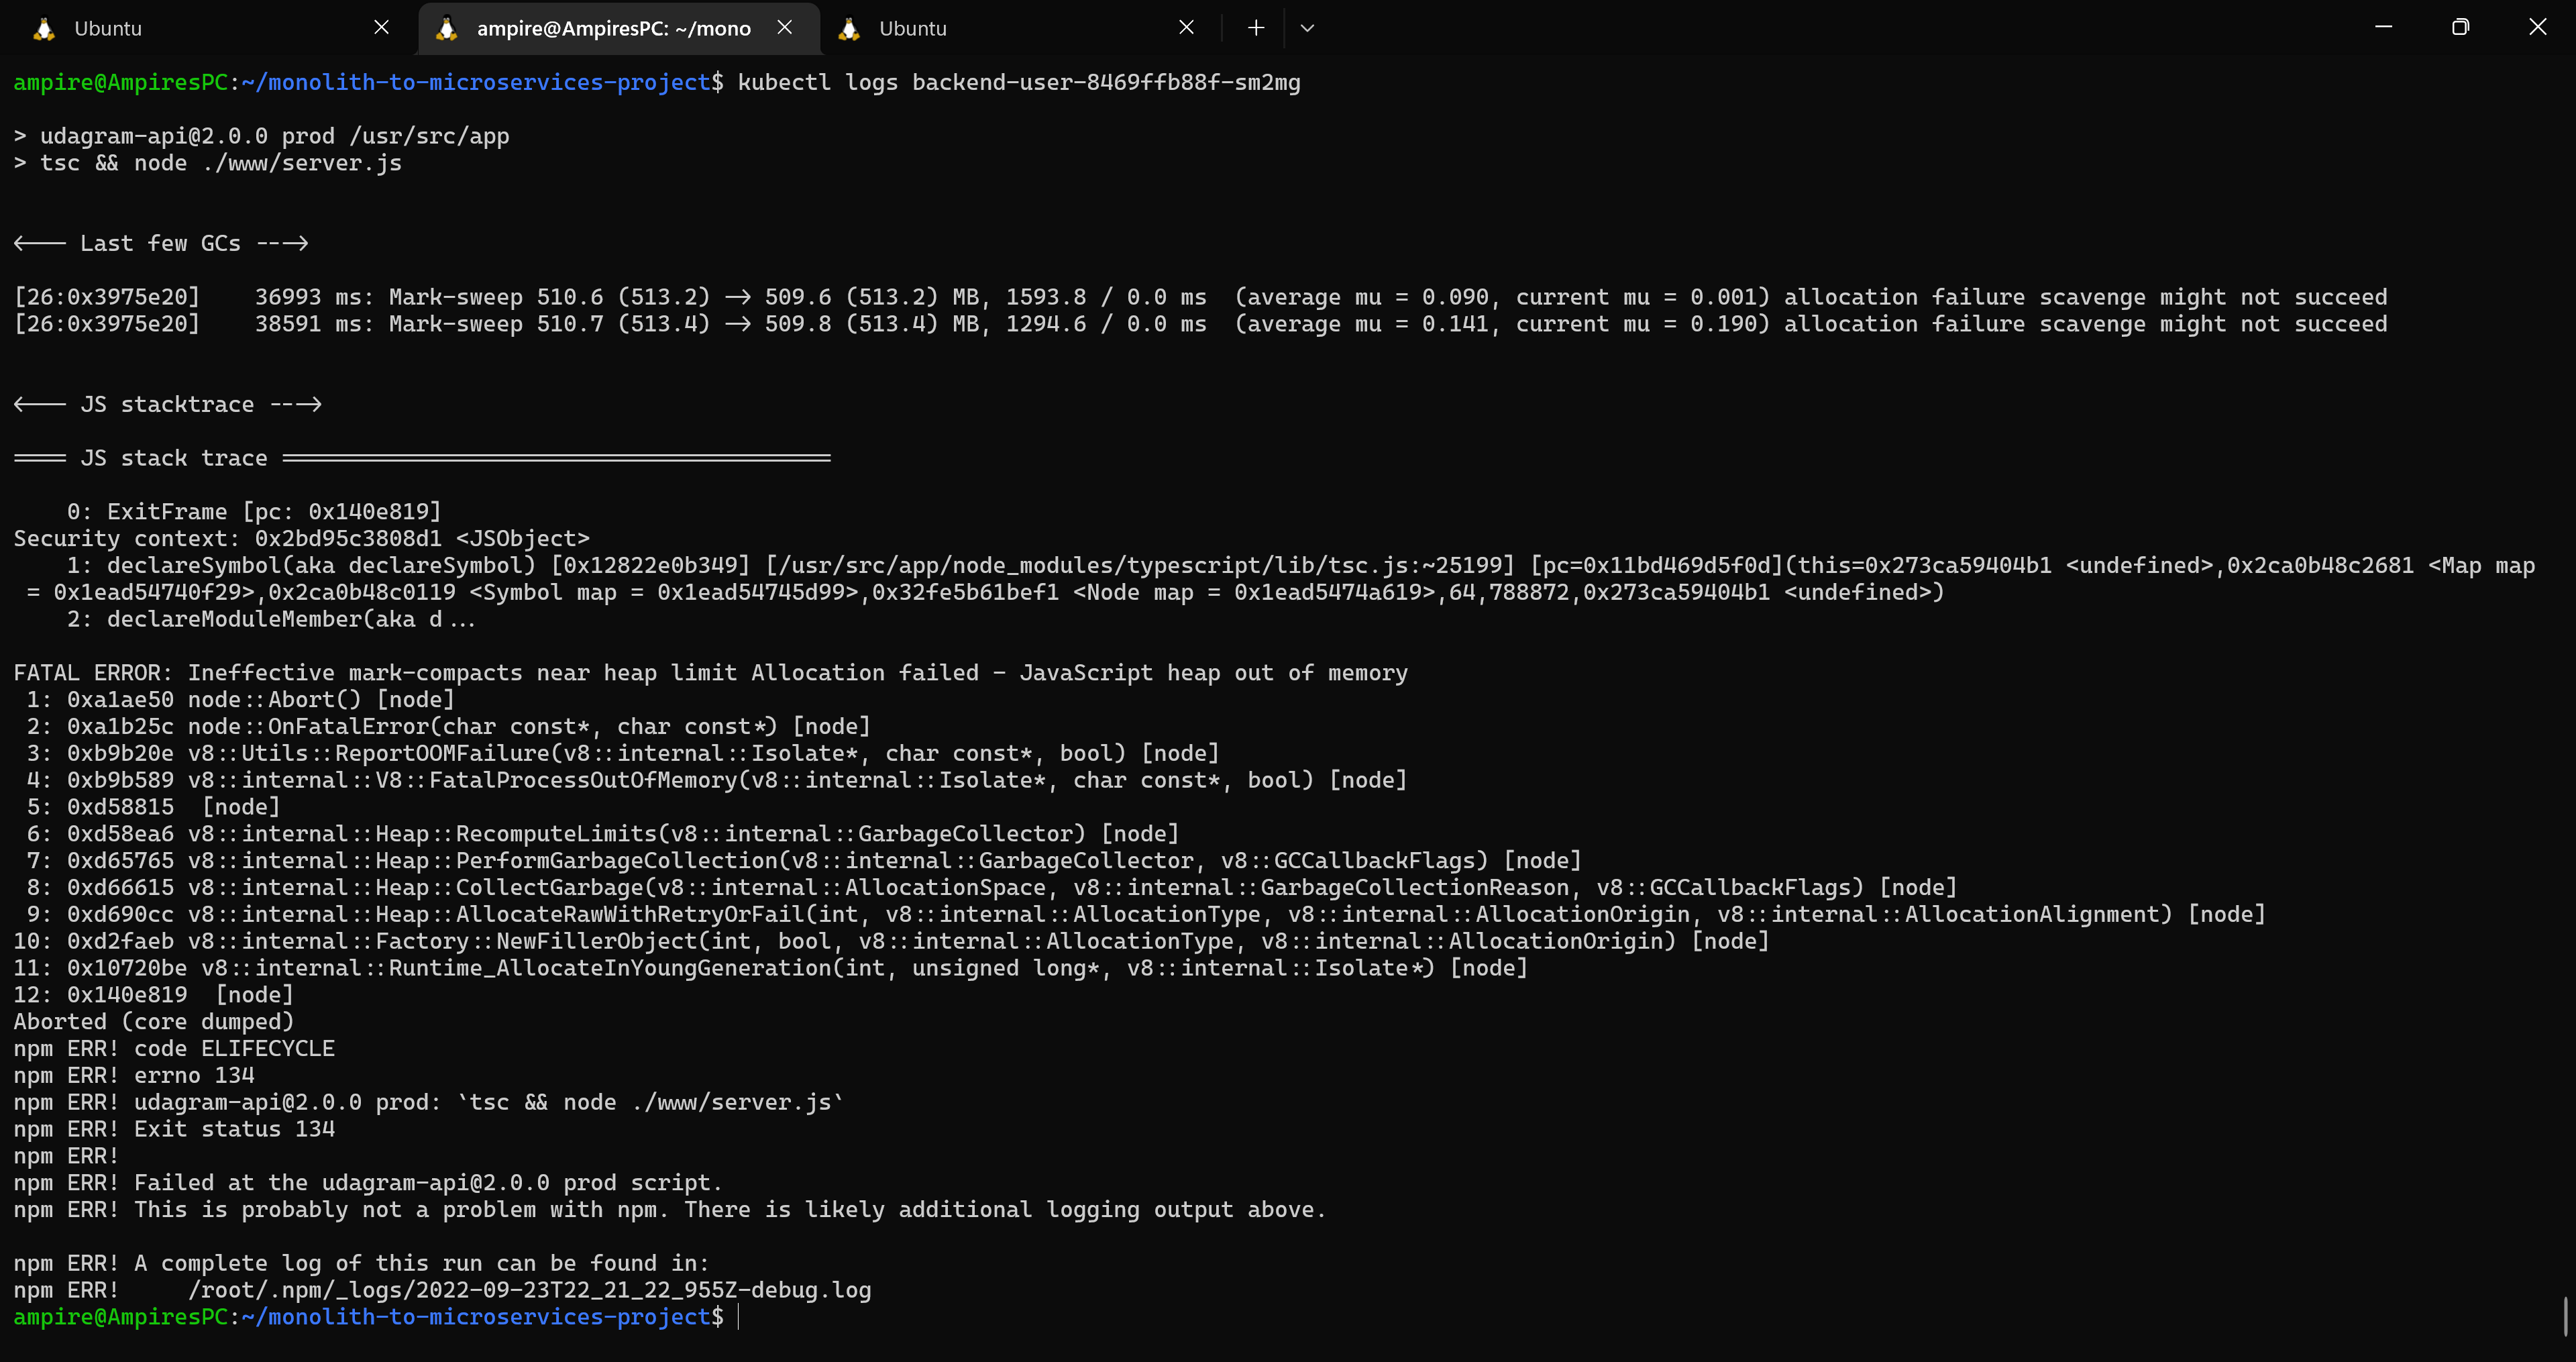 Ubuntu
ampire@AmpiresPC: ~/mono
Ubuntu
ampire@AmpiresPC:~/monolith-to-microservices-project$ kubectl logs backend-user-8469ffb88f-sm2mg
> udagram-api@2.0.0 prod /usr/src/app
> tsc && node ./www/server.js
<--- Last few GCs --->
[26:0x3975e20]    36993 ms: Mark-sweep 510.6 (513.2) -> 509.6 (513.2) MB, 1593.8 / 0.0 ms  (average mu = 0.090, current mu = 0.001) allocation failure scavenge might not succeed
[26:0x3975e20]    38591 ms: Mark-sweep 510.7 (513.4) -> 509.8 (513.4) MB, 1294.6 / 0.0 ms  (average mu = 0.141, current mu = 0.190) allocation failure scavenge might not succeed
<--- JS stacktrace --->
==== JS stack trace =========================================
    0: ExitFrame [pc: 0x140e819]
Security context: 0x2bd95c3808d1 <JSObject>
    1: declareSymbol(aka declareSymbol) [0x12822e0b349] [/usr/src/app/node_modules/typescript/lib/tsc.js:~25199] [pc=0x11bd469d5f0d](this=0x273ca59404b1 <undefined>,0x2ca0b48c2681 <Map map
 = 0x1ead54740f29>,0x2ca0b48c0119 <Symbol map = 0x1ead54745d99>,0x32fe5b61bef1 <Node map = 0x1ead5474a619>,64,788872,0x273ca59404b1 <undefined>)
    2: declareModuleMember(aka d...
FATAL ERROR: Ineffective mark-compacts near heap limit Allocation failed - JavaScript heap out of memory
 1: 0xa1ae50 node::Abort() [node]
 2: 0xa1b25c node::OnFatalError(char const*, char const*) [node]
 3: 0xb9b20e v8::Utils::ReportOOMFailure(v8::internal::Isolate*, char const*, bool) [node]
 4: 0xb9b589 v8::internal::V8::FatalProcessOutOfMemory(v8::internal::Isolate*, char const*, bool) [node]
 5: 0xd58815  [node]
 6: 0xd58ea6 v8::internal::Heap::RecomputeLimits(v8::internal::GarbageCollector) [node]
 7: 0xd65765 v8::internal::Heap::PerformGarbageCollection(v8::internal::GarbageCollector, v8::GCCallbackFlags) [node]
 8: 0xd66615 v8::internal::Heap::CollectGarbage(v8::internal::AllocationSpace, v8::internal::GarbageCollectionReason, v8::GCCallbackFlags) [node]
 9: 0xd690cc v8::internal::Heap::AllocateRawWithRetryOrFail(int, v8::internal::AllocationType, v8::internal::AllocationOrigin, v8::internal::AllocationAlignment) [node]
10: 0xd2faeb v8::internal::Factory::NewFillerObject(int, bool, v8::internal::AllocationType, v8::internal::AllocationOrigin) [node]
11: 0x10720be v8::internal::Runtime_AllocateInYoungGeneration(int, unsigned long*, v8::internal::Isolate*) [node]
12: 0x140e819  [node]
Aborted (core dumped)
npm ERR! code ELIFECYCLE
npm ERR! errno 134
npm ERR! udagram-api@2.0.0 prod: `tsc && node ./www/server.js`
npm ERR! Exit status 134
npm ERR!
npm ERR! Failed at the udagram-api@2.0.0 prod script.
npm ERR! This is probably not a problem with npm. There is likely additional logging output above.
npm ERR! A complete log of this run can be found in:
npm ERR!     /root/.npm/_logs/2022-09-23T22_21_22_955Z-debug.log
ampire@AmpiresPC:~/monolith-to-microservices-project$